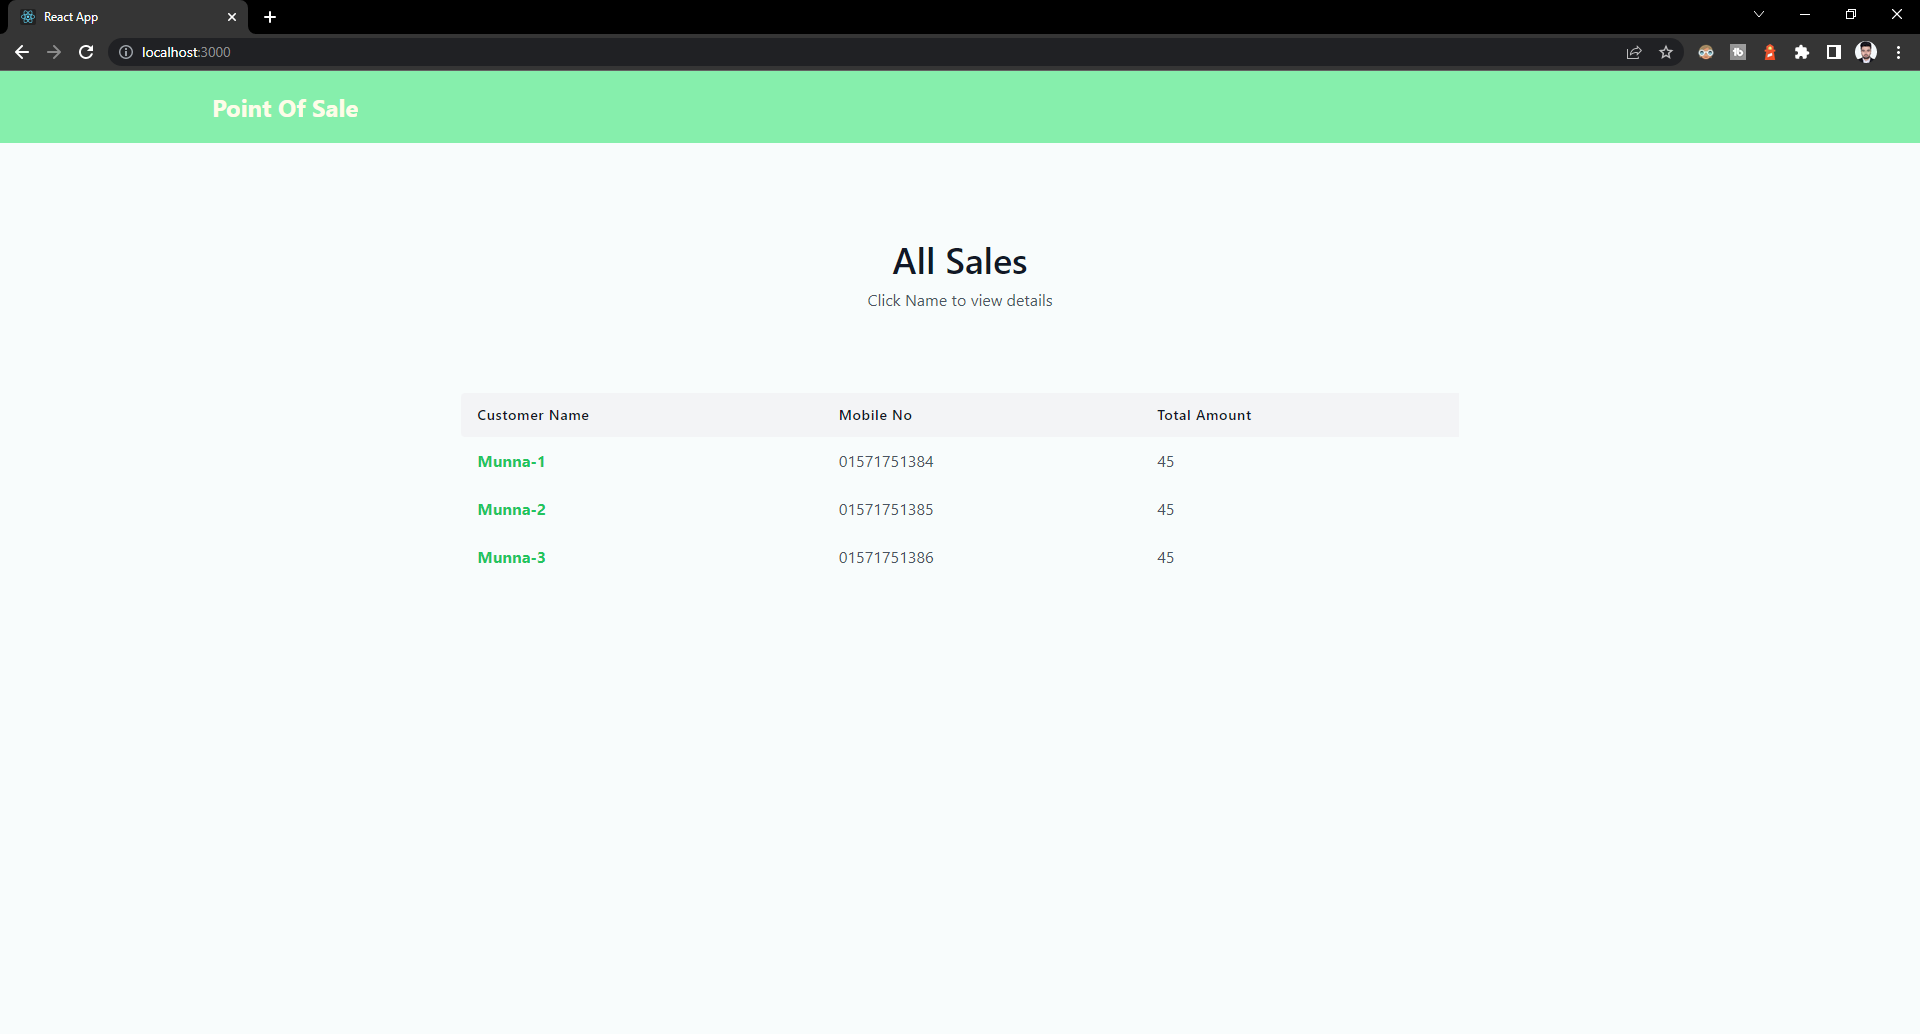 React App
localhost:3000
Point Of Sale
All Sales
Click Name to view details
Customer Name Mobile No Total Amount
Munna-1 01571751384 45
Munna-2 01571751385 45
Munna-3 01571751386 45